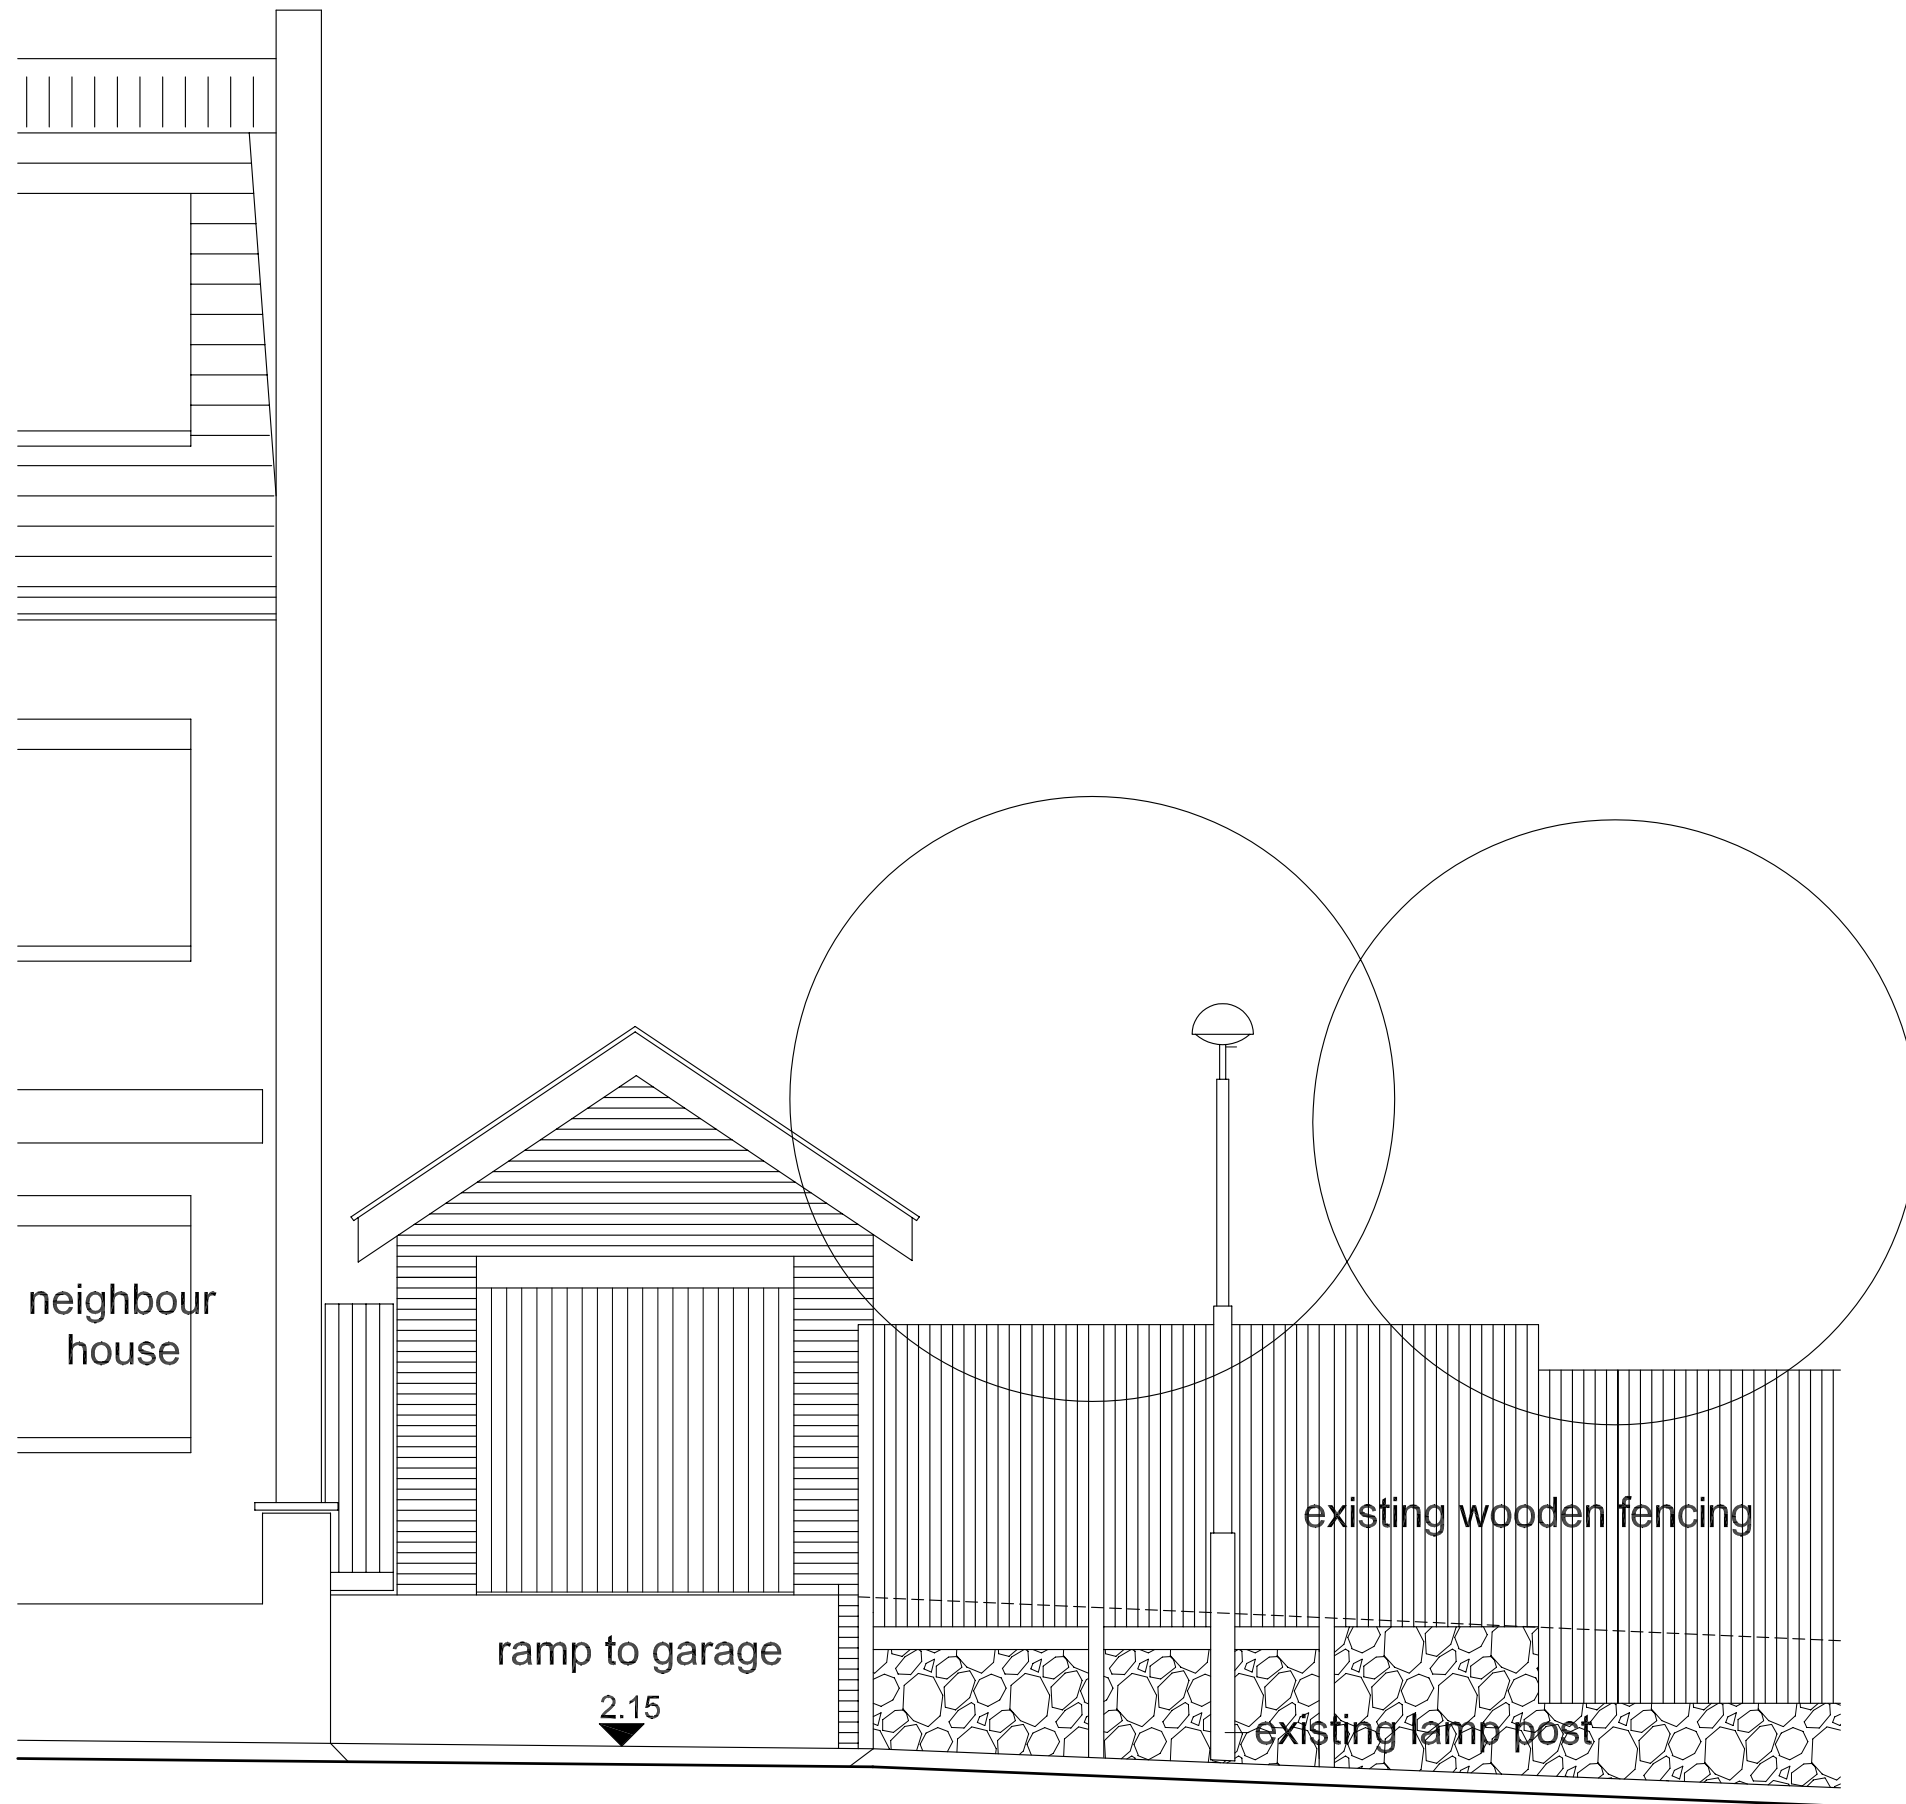 neighbour
house
existing wooden fencing
ramp to garage
2.15
existing lamp post